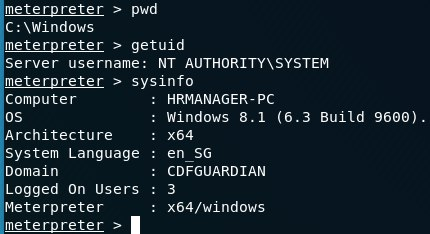 meterpreter > pwd
C:\Windows
meterpreter > getuid
Server username: NT AUTHORITY\SYSTEM
meterpreter > sysinfo
Computer        : HRMANAGER-PC
OS              : Windows 8.1 (6.3 Build 9600).
Architecture    : x64
System Language : en_SG
Domain          : CDFGUARDIAN
Logged On Users : 3
Meterpreter     : x64/windows
meterpreter >